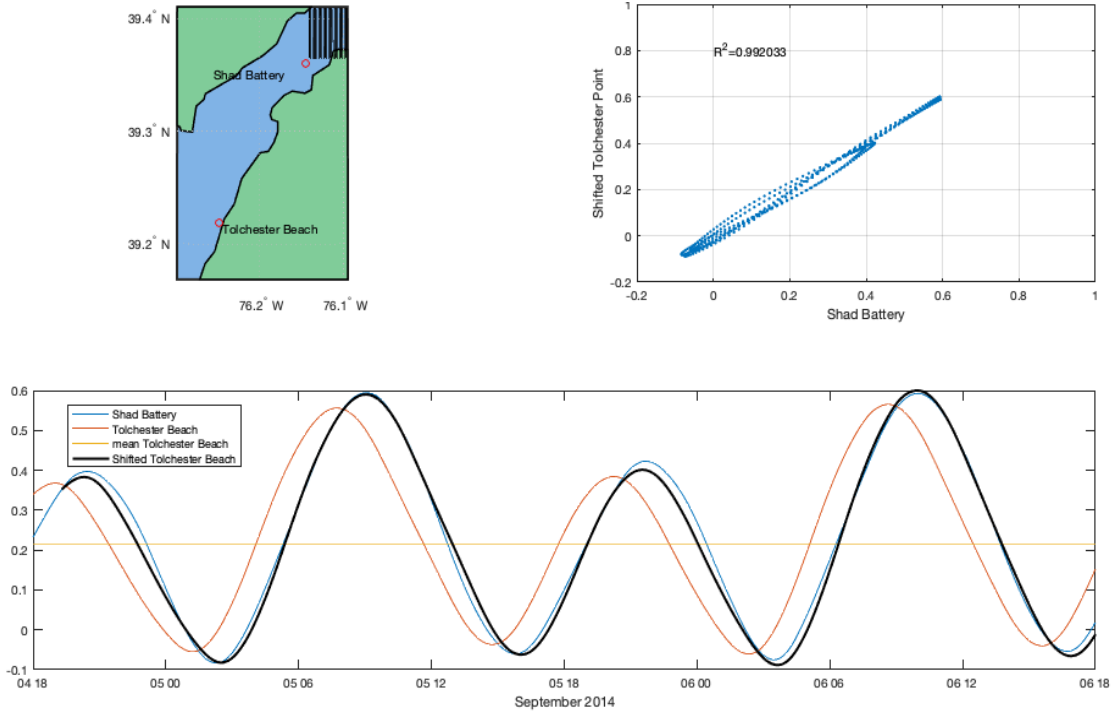 39.4° N
Shad Battery
39.3° N
Tolchester Beach
39.2° N
76.2° W
76.1° W
1
0.8
0.6
0.4
0.2
0
-0.2
R²=0.992033
Shifted Tolchester Point
-0.2
0
0.2
0.4
0.6
0.8
1
Shad Battery
0.6
0.5
0.4
0.3
0.2
0.1
0
-0.1
Shad Battery
Tolchester Beach
mean Tolchester Beach
Shifted Tolchester Beach
04 18
05 00
05 06
05 12
05 18
06 00
06 06
06 12
06 18
September 2014